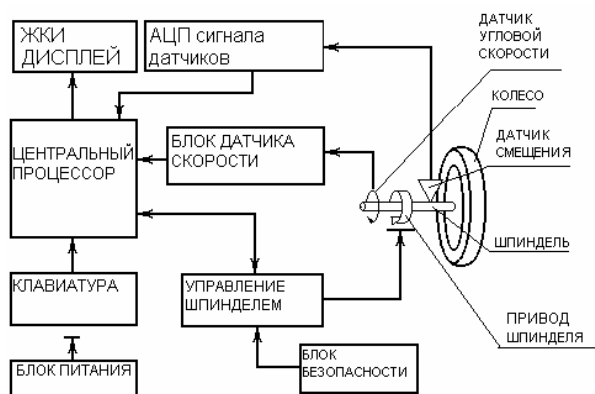 ЖКИ
ДИСПЛЕЙ
АЦП сигнала
датчиков
ДАТЧИК
УГЛОВОЙ
СКОРОСТИ
КОЛЕСО
ДАТЧИК
СМЕЩЕНИЯ
ШПИНДЕЛЬ
ПРИВОД
ШПИНДЕЛЯ
ЦЕНТРАЛЬНЫЙ
ПРОЦЕССОР
БЛОК ДАТЧИКА
СКОРОСТИ
КЛАВИАТУРА
УПРАВЛЕНИЕ
ШПИНДЕЛЕМ
БЛОК ПИТАНИЯ
БЛОК
БЕЗОПАСНОСТИ